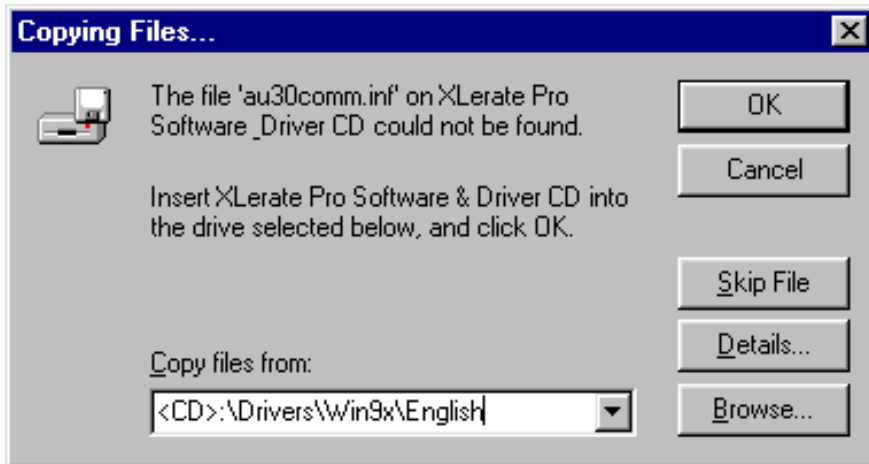 Copying Files...
The file 'au30comm.inf' on XLerate Pro
Software _Driver CD could not be found.
Insert XLerate Pro Software & Driver CD into
the drive selected below, and click OK.
Copy files from:
<CD>:\Drivers\Win9x\English
OK
Cancel
Skip File
Details...
Browse...